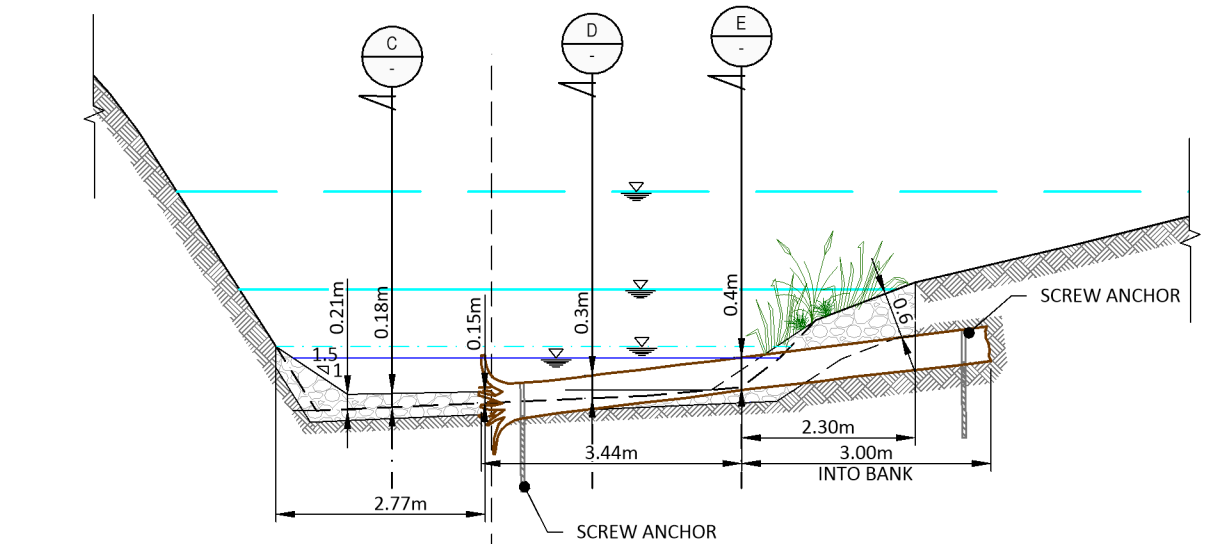 C
-
D
-
E
-
0.21m
0.18m
0.15m
0.3m
0.4m
0.6
1.5
1
SCREW ANCHOR
2.30m
3.44m
3.00m
INTO BANK
2.77m
SCREW ANCHOR